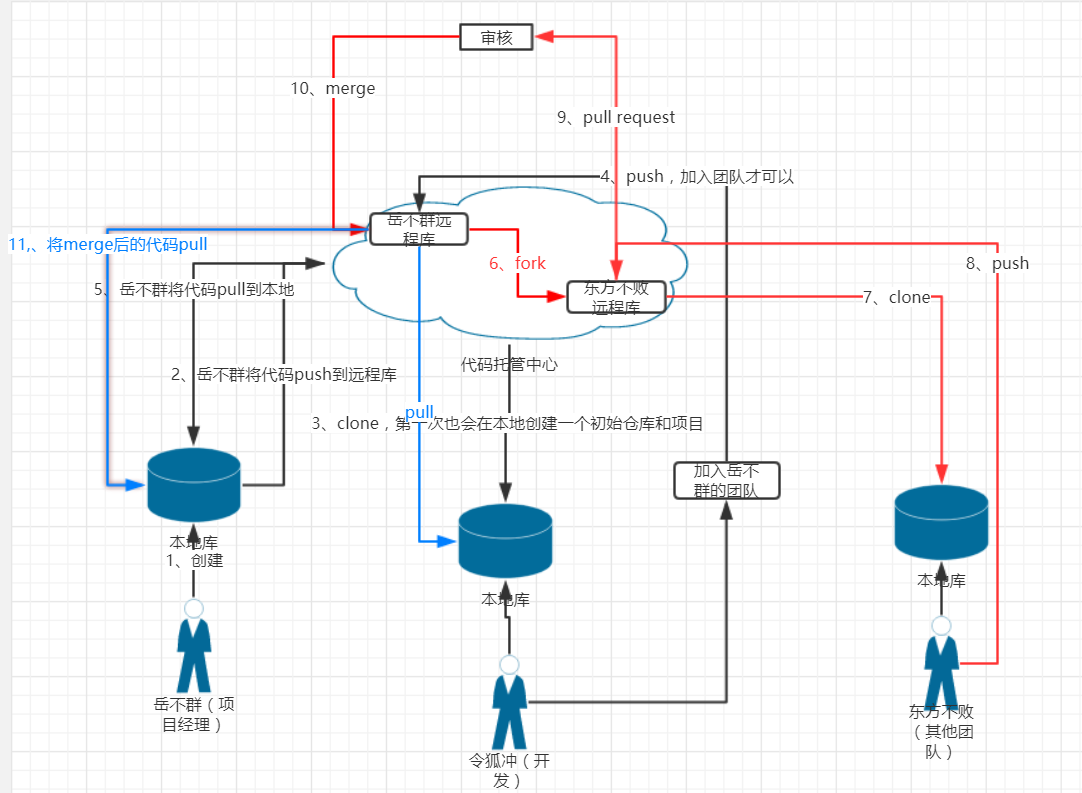 审核
10、merge
9、pull request
4、push，加入团队才可以
岳不群远
程库
11,、将merge后的代码pull
6、fork
8、push
5、岳不群将代码pull到本地
东方不败
远程库
7、clone
代码托管中心
2、岳不群将代码push到远程库
pull
3、clone，第一次也会在本地创建一个初始仓库和项目
加入岳不
群的团队
本地库
1、创建
本地库
本地库
岳不群（项
目经理）
东方不败
（其他团
队）
令狐冲（开
发）